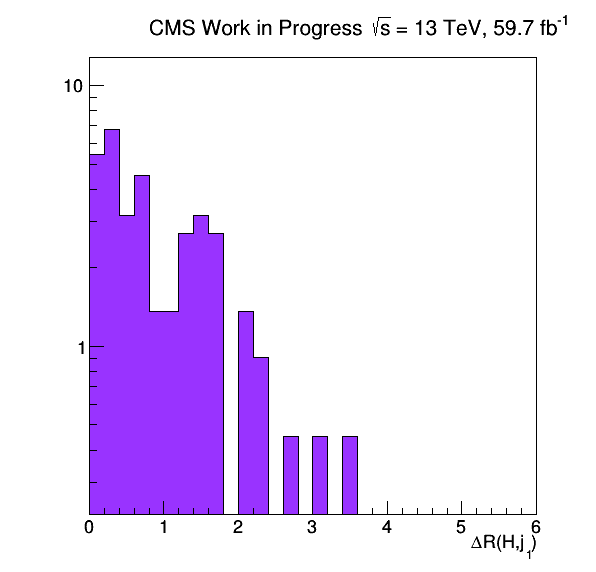 CMS Work in Progress √s = 13 TeV, 59.7 fb⁻¹
10
1
0 1 2 3 4 5 6
ΔR(H,j₁)